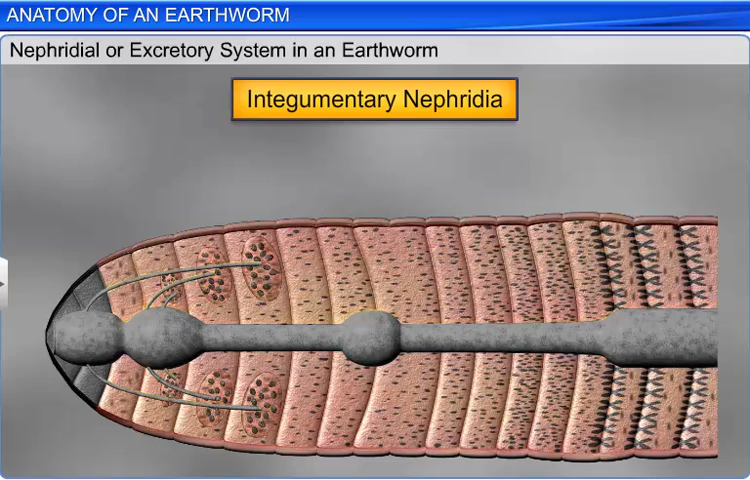 ANATOMY OF AN EARTHWORM
Nephridial or Excretory System in an Earthworm
Integumentary Nephridia